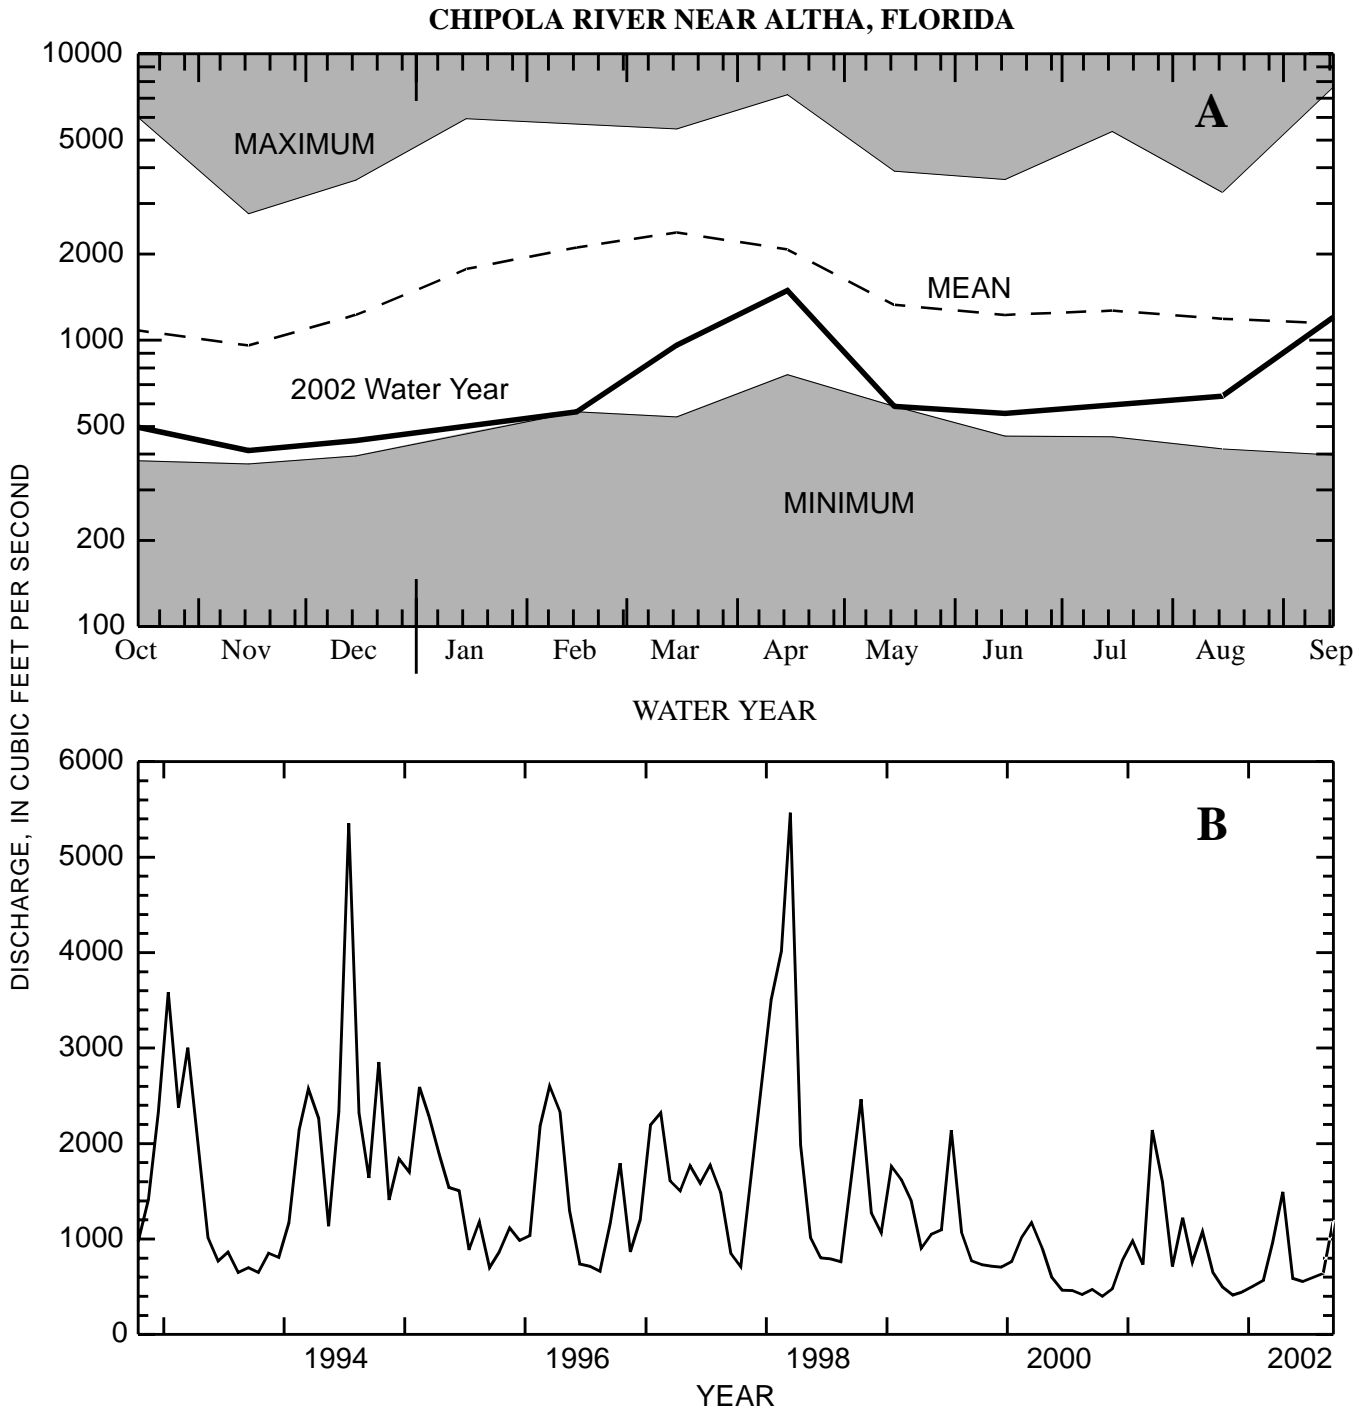 CHIPOLA RIVER NEAR ALTHA, FLORIDA
10000
5000
2000
1000
500
200
100
A
MAXIMUM
MEAN
2002 Water Year
MINIMUM
Oct Nov Dec Jan Feb Mar Apr May Jun Jul Aug Sep
WATER YEAR
DISCHARGE, IN CUBIC FEET PER SECOND
6000
5000
4000
3000
2000
1000
0
B
1994 1996 1998 2000 2002
YEAR